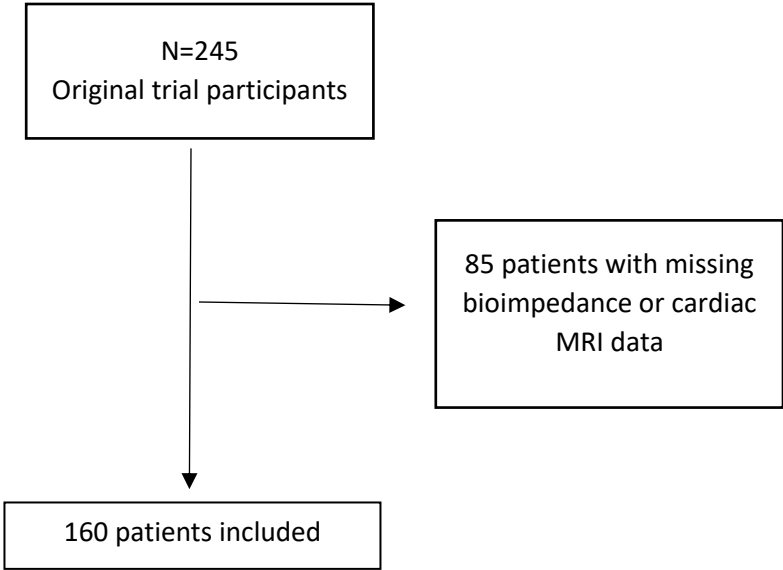 N=245
Original trial participants
85 patients with missing
bioimpedance or cardiac
MRI data
160 patients included